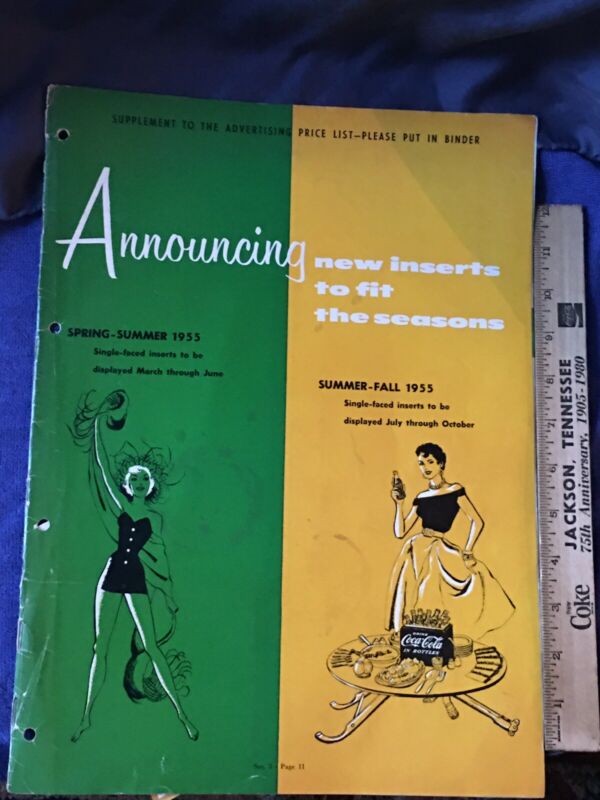 SUPPLEMENT TO THE ADVERTISING PRICE LIST—PLEASE PUT IN BINDER
Announcing new inserts
to fit
the seasons
SPRING-SUMMER 1955
Single-faced inserts to be
displayed March through June
SUMMER-FALL 1955
Single-faced inserts to be
displayed July through October
DRINK
Coca-Cola
IN BOTTLES
Page 11
JACKSON, TENNESSEE
75th Anniversary, 1905-1980
Coke